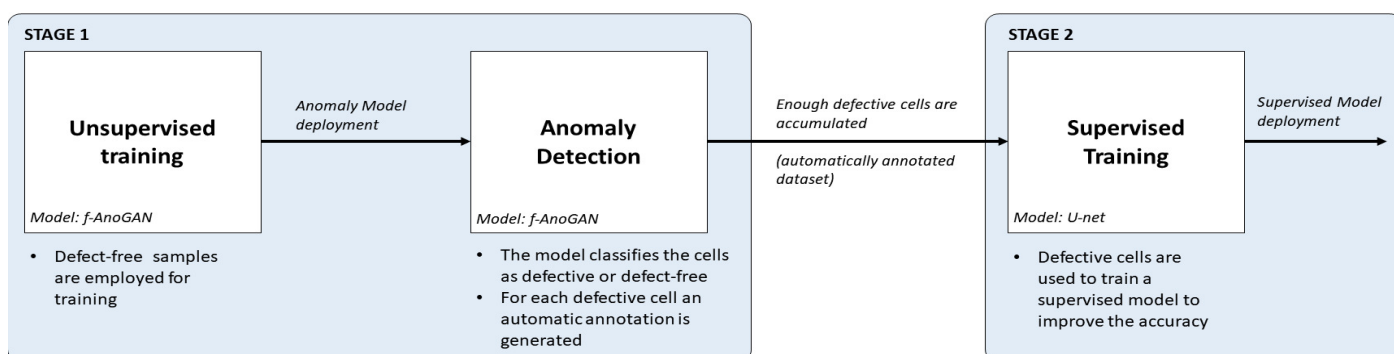 STAGE 1
Unsupervised
training
Model: f-AnoGAN
• Defect-free samples
are employed for
training
Anomaly Model
deployment
Anomaly
Detection
Model: f-AnoGAN
• The model classifies the cells
as defective or defect-free
• For each defective cell an
automatic annotation is
generated
Enough defective cells are
accumulated
(automatically annotated
dataset)
STAGE 2
Supervised
Training
Model: U-net
• Defective cells are
used to train a
supervised model to
improve the accuracy
Supervised Model
deployment